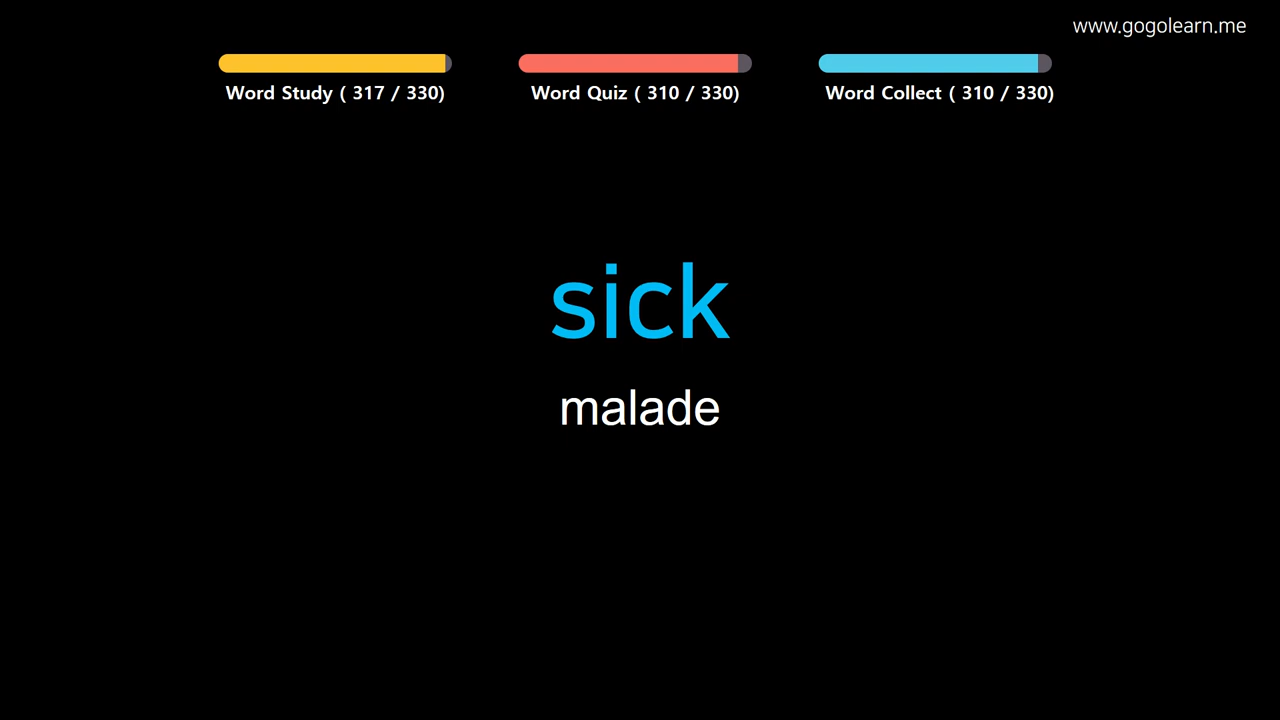 www.gogolearn.me
Word Study ( 317 / 330)
Word Quiz ( 310 / 330)
Word Collect ( 310 / 330)
sick
malade